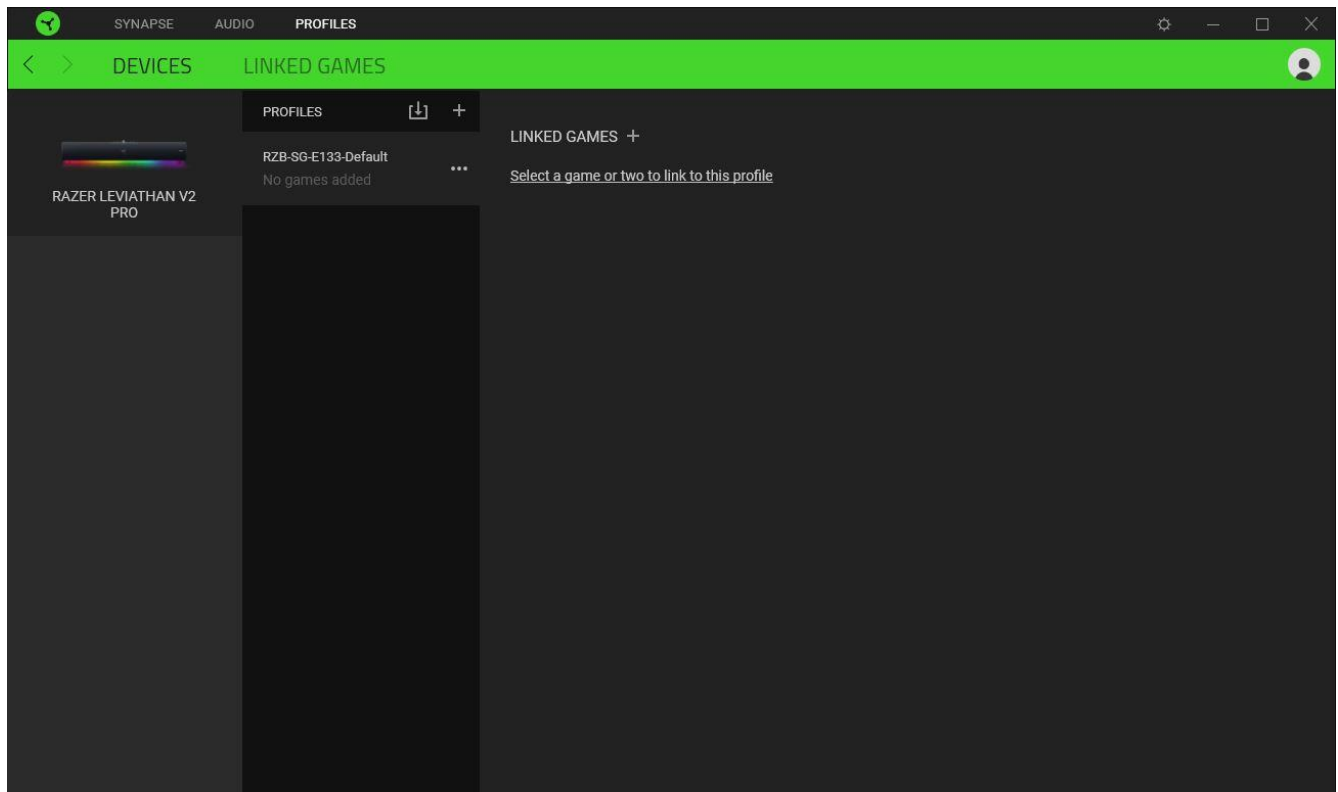 SYNAPSE AUDIO PROFILES
DEVICES LINKED GAMES
RAZER LEVIATHAN V2
PRO
PROFILES
RZB-SG-E133-Default
No games added
LINKED GAMES
Select a game or two to link to this profile